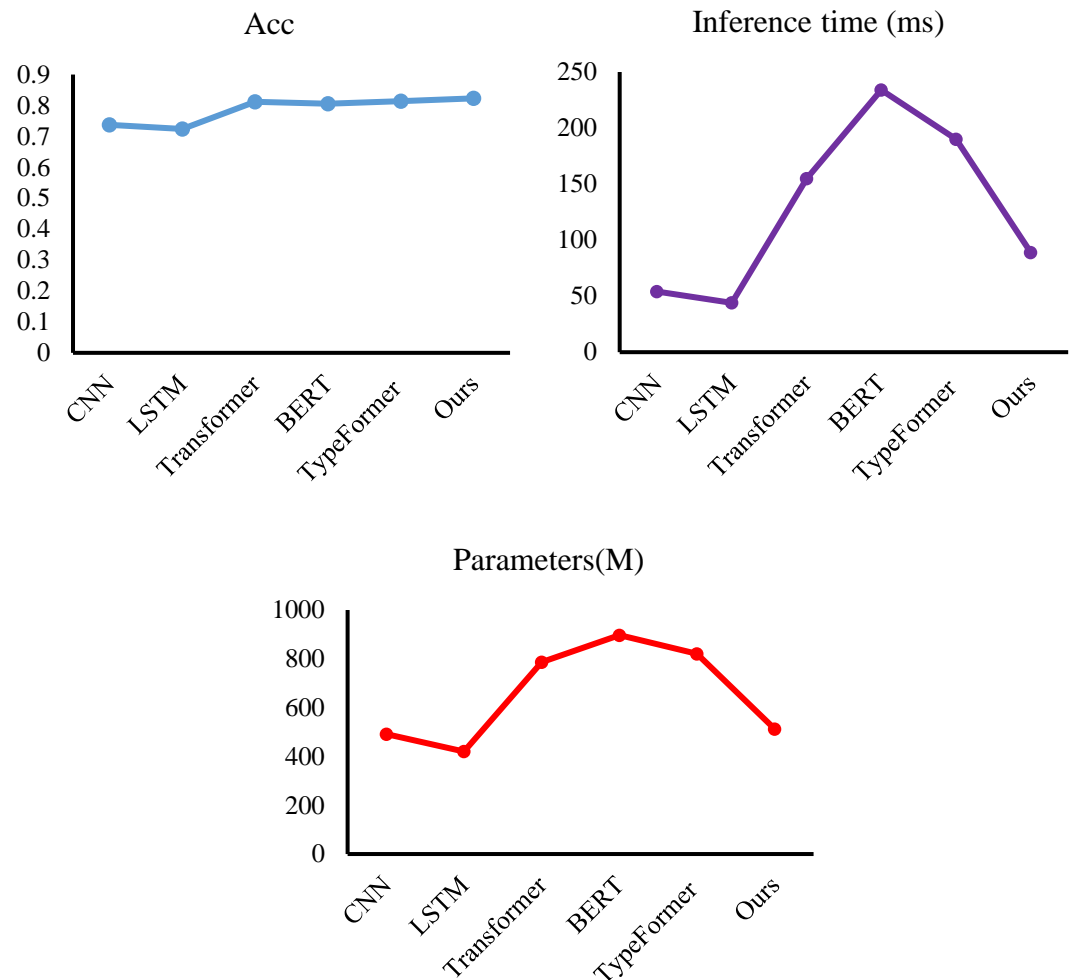 Acc
0.9
0.8
0.7
0.6
0.5
0.4
0.3
0.2
0.1
0
CNN
LSTM
Transformer
BERT
TypeFormer
Ours
Inference time (ms)
250
200
150
100
50
0
CNN
LSTM
Transformer
BERT
TypeFormer
Ours
Parameters(M)
1000
800
600
400
200
0
CNN
LSTM
Transformer
BERT
TypeFormer
Ours